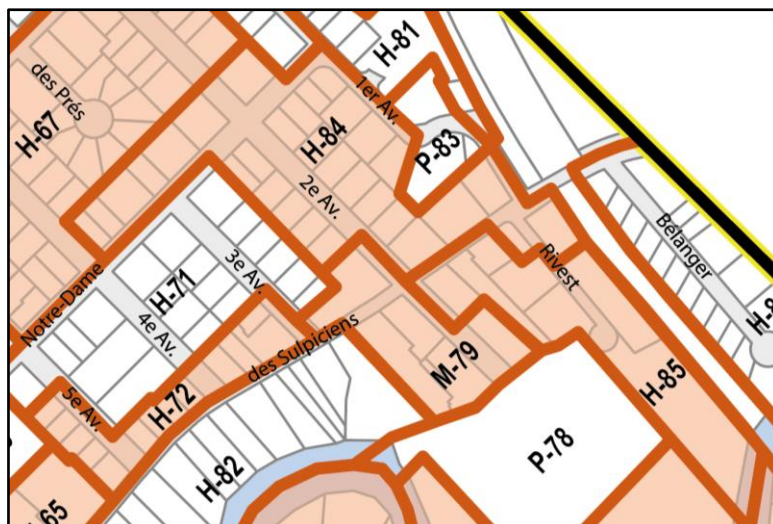 H-81
des Prés
1er Av.
H-67
H-84
P-83
2e Av.
Bélanger
3e Av.
Rivest
H-71
Notre-Dame
4e Av.
des Sulpiciens
M-79
H-85
5e Av.
H-72
P-78
H-82
65